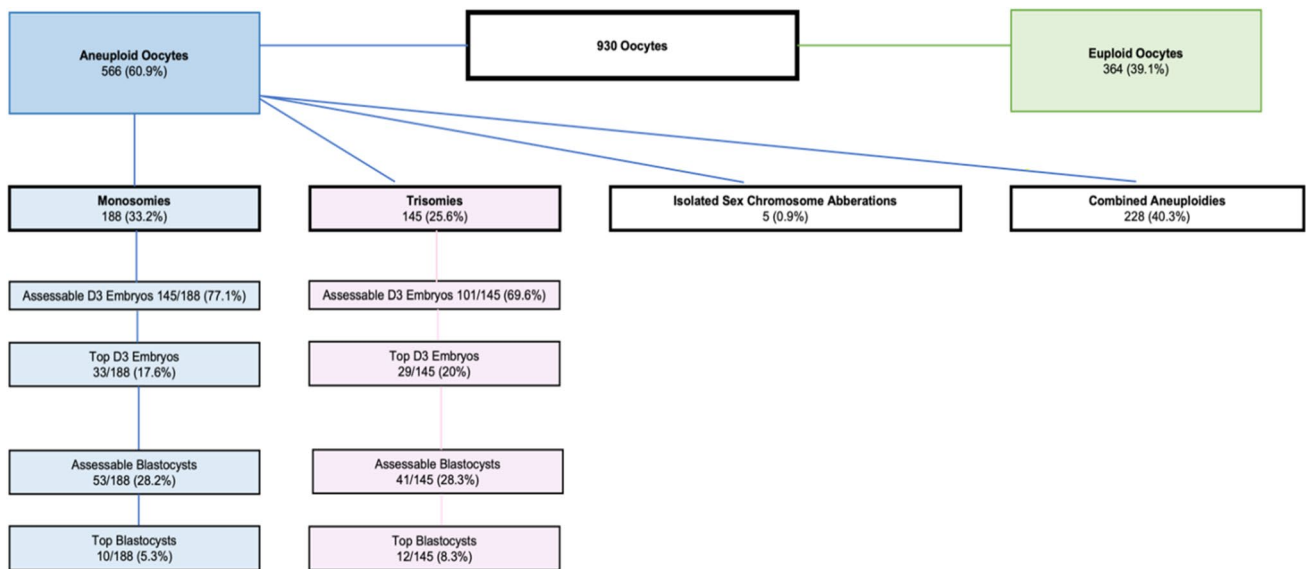 Aneuploid Oocytes
566 (60.9%)
930 Oocytes
Euploid Oocytes
364 (39.1%)
Monosomies
188 (33.2%)
Trisomies
145 (25.6%)
Isolated Sex Chromosome Abberations
5 (0.9%)
Combined Aneuploidies
228 (40.3%)
Assessable D3 Embryos 145/188 (77.1%)
Assessable D3 Embryos 101/145 (69.6%)
Top D3 Embryos
33/188 (17.6%)
Top D3 Embryos
29/145 (20%)
Assessable Blastocysts
53/188 (28.2%)
Assessable Blastocysts
41/145 (28.3%)
Top Blastocysts
10/188 (5.3%)
Top Blastocysts
12/145 (8.3%)